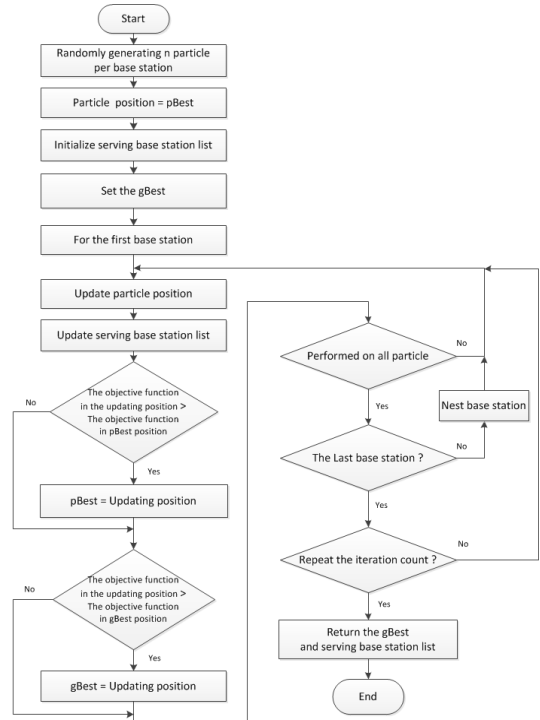 Start
Randomly generating n particle
per base station
Particle position = pBest
Initialize serving base station list
Set the gBest
For the first base station
Update particle position
Update serving base station list
The objective function
in the updating position >
The objective function
in pBest position
No
Yes
pBest = Updating position
The objective function
in the updating position >
The objective function
in gBest position
No
Yes
gBest = Updating position
Performed on all particle
No
Yes
Nest base station
The Last base station ?
No
Yes
Repeat the iteration count ?
No
Yes
Return the gBest
and serving base station list
End